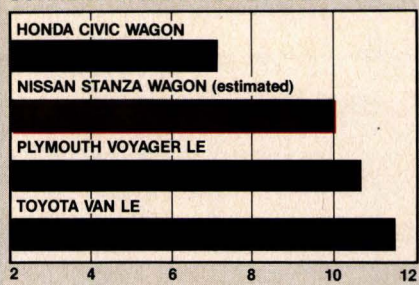 HONDA CIVIC WAGON
NISSAN STANZA WAGON (estimated)
PLYMOUTH VOYAGER LE
TOYOTA VAN LE
2 4 6 8 10 12